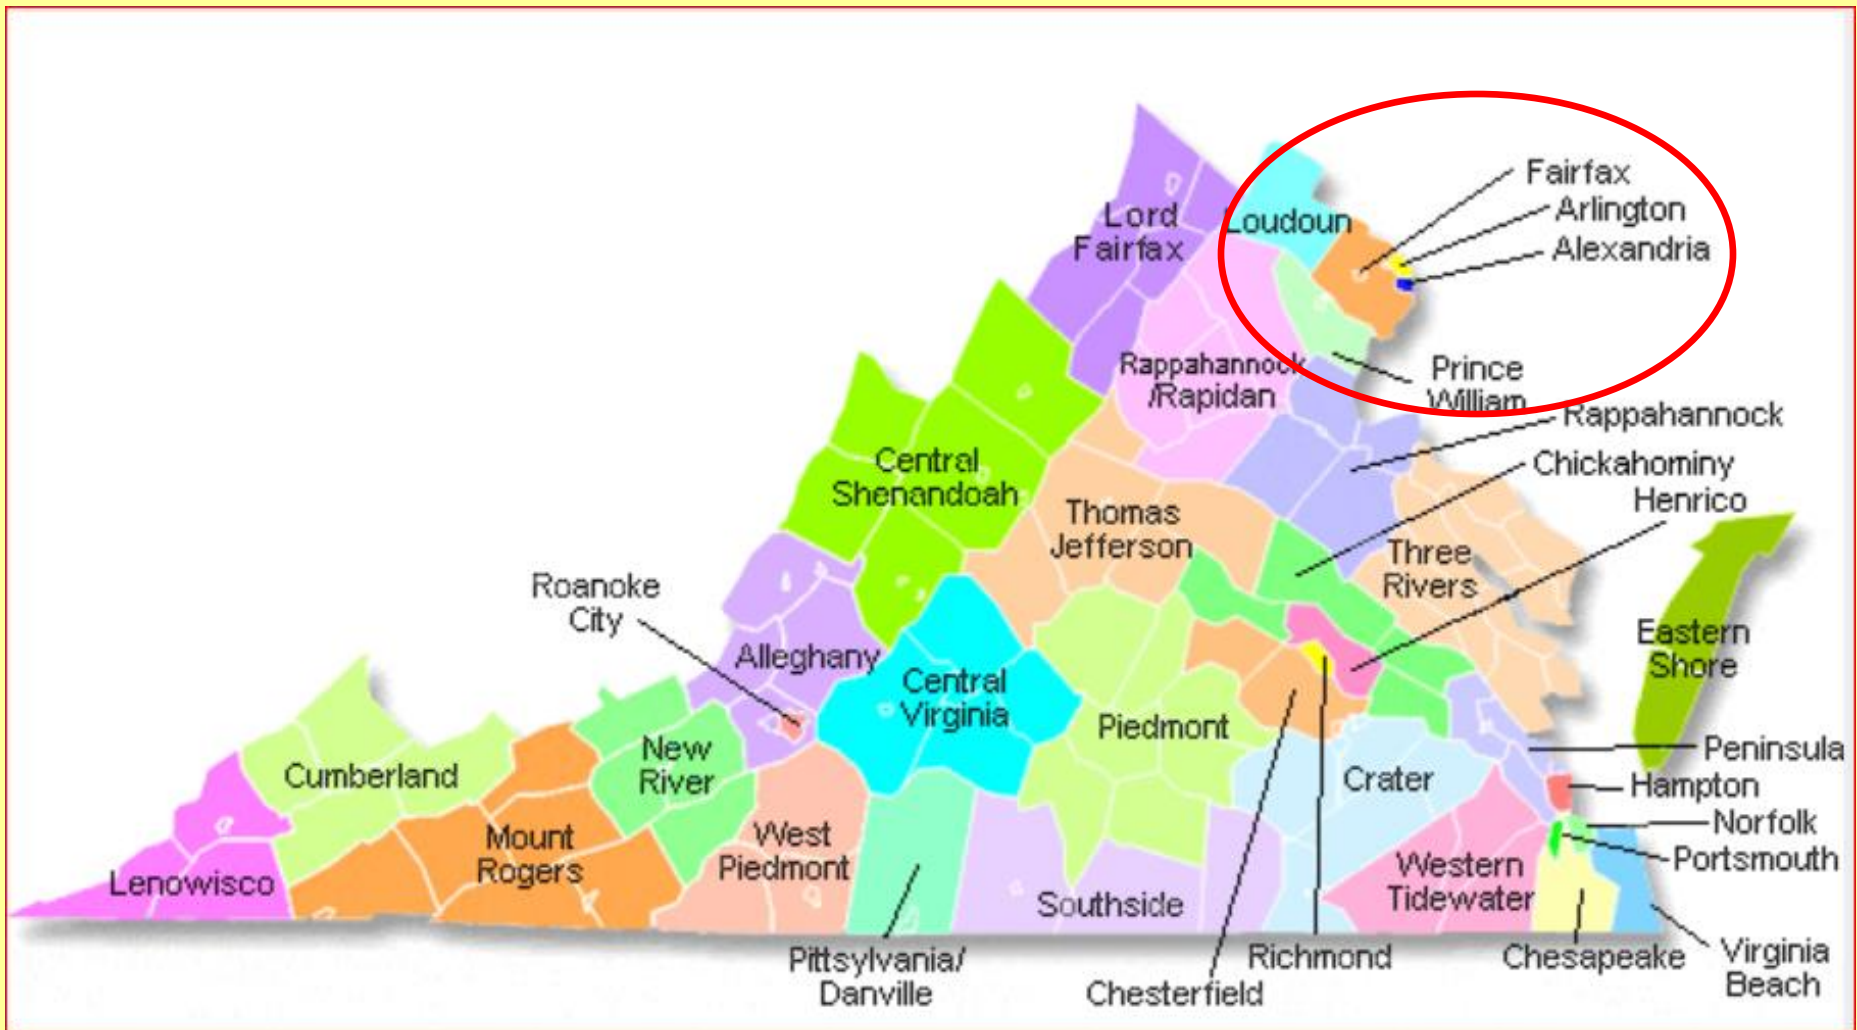 Fairfax
Arlington
Alexandria
Lord
Fairfax
Loudoun
Rappahannock
/Rapidan
Prince
William
Rappahannock
Central
Shenandoah
Chickahominy
Henrico
Thomas
Jefferson
Three
Rivers
Roanoke
City
Alleghany
Eastern
Shore
Central
Virginia
Piedmont
Cumberland
New
River
Peninsula
Crater
Hampton
Mount
Rogers
West
Piedmont
Norfolk
Portsmouth
Lenowisco
Southside
Western
Tidewater
Pittsylvania/
Danville
Chesterfield
Richmond
Chesapeake
Virginia
Beach